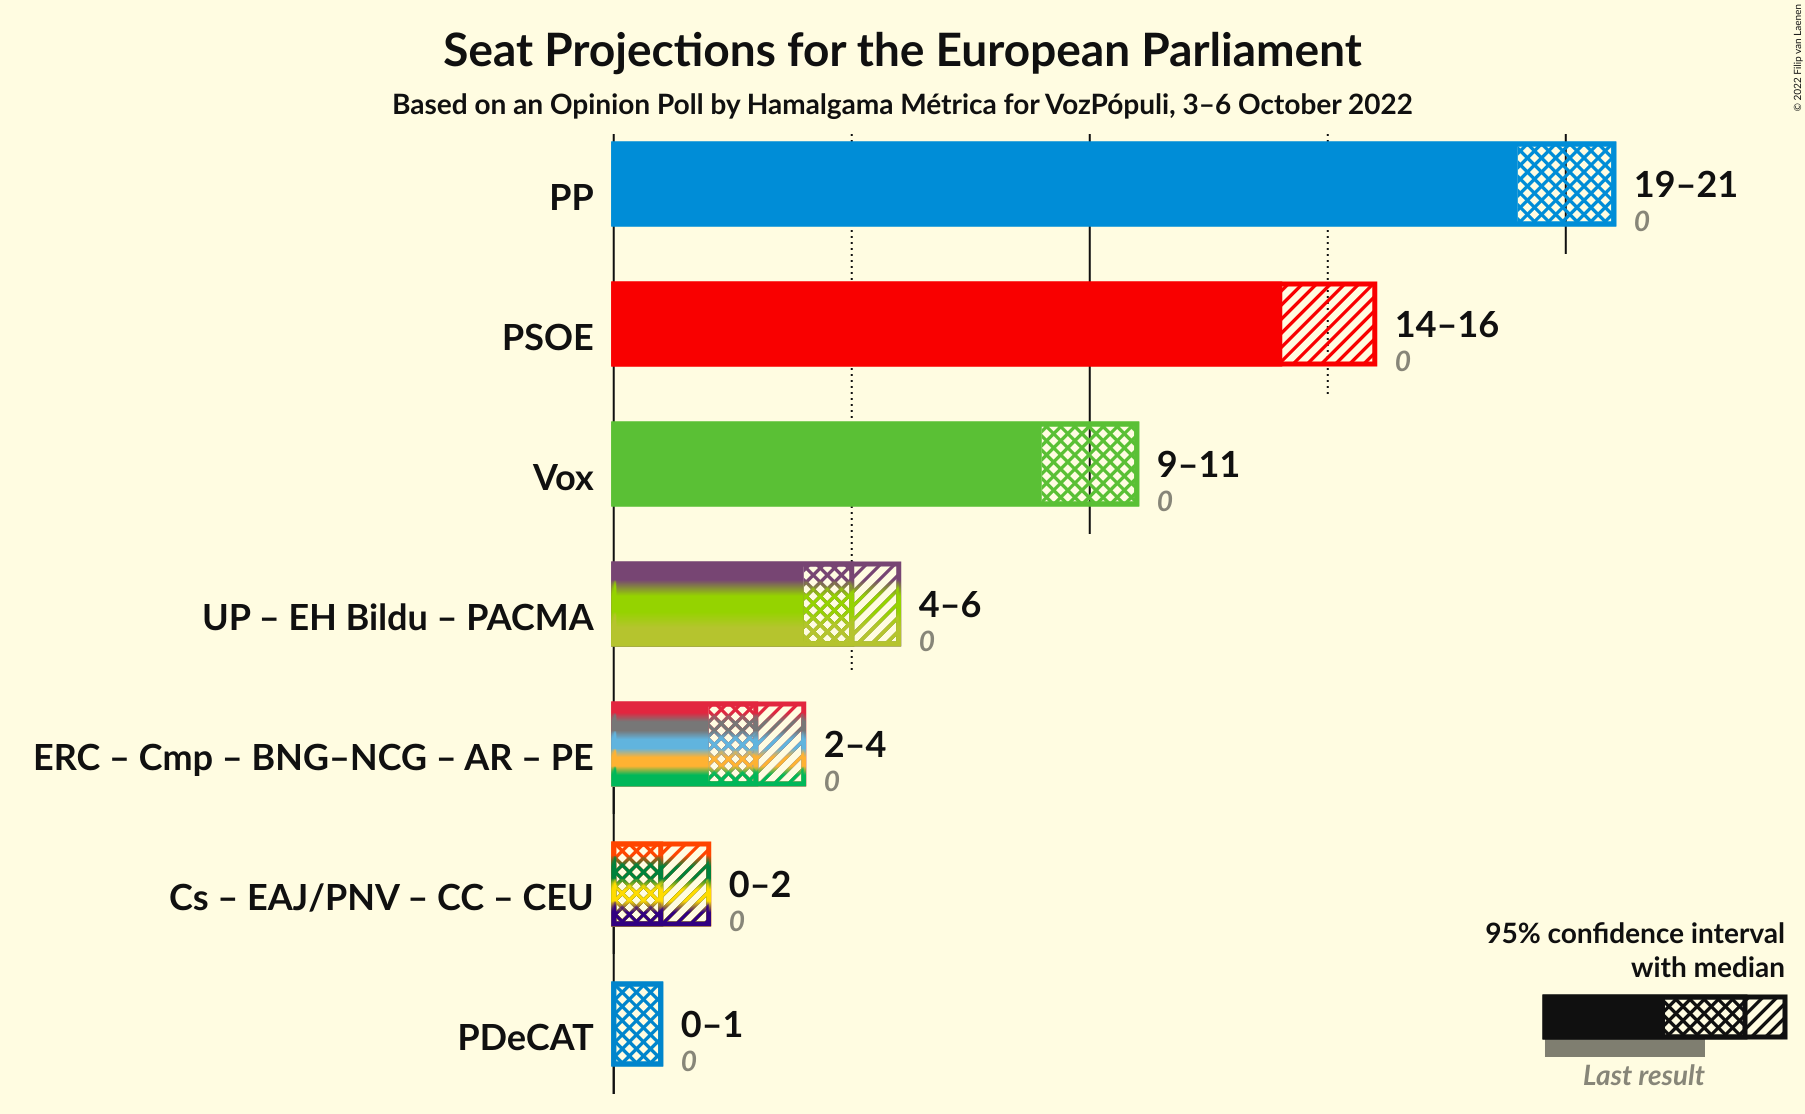 Seat Projections for the European Parliament
Based on an Opinion Poll by Hamalgama Métrica for VozPópuli, 3–6 October 2022
© 2022 Filip van Laenen
PP
19–21
0
PSOE
14–16
0
Vox
9–11
0
UP – EH Bildu – PACMA
4–6
0
ERC – Cmp – BNG–NCG – AR – PE
2–4
0
Cs – EAJ/PNV – CC – CEU
0–2
0
PDeCAT
0–1
0
95% confidence interval
with median
Last result